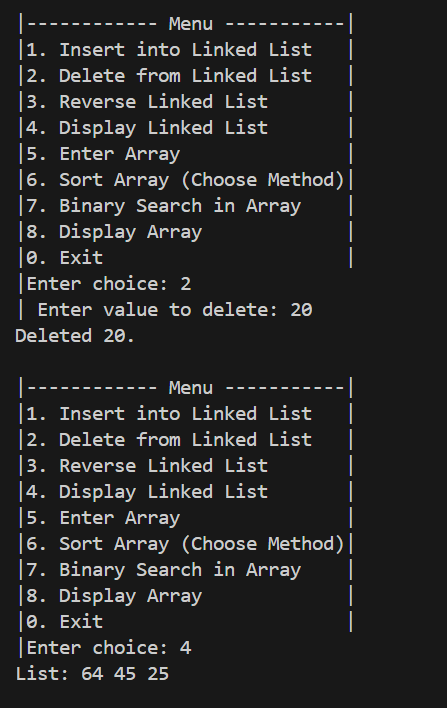 |------------ Menu -----------|
|1. Insert into Linked List   |
|2. Delete from Linked List   |
|3. Reverse Linked List       |
|4. Display Linked List       |
|5. Enter Array               |
|6. Sort Array (Choose Method)|
|7. Binary Search in Array    |
|8. Display Array             |
|0. Exit                      |
|Enter choice: 2
| Enter value to delete: 20
Deleted 20.

|------------ Menu -----------|
|1. Insert into Linked List   |
|2. Delete from Linked List   |
|3. Reverse Linked List       |
|4. Display Linked List       |
|5. Enter Array               |
|6. Sort Array (Choose Method)|
|7. Binary Search in Array    |
|8. Display Array             |
|0. Exit                      |
|Enter choice: 4
List: 64 45 25